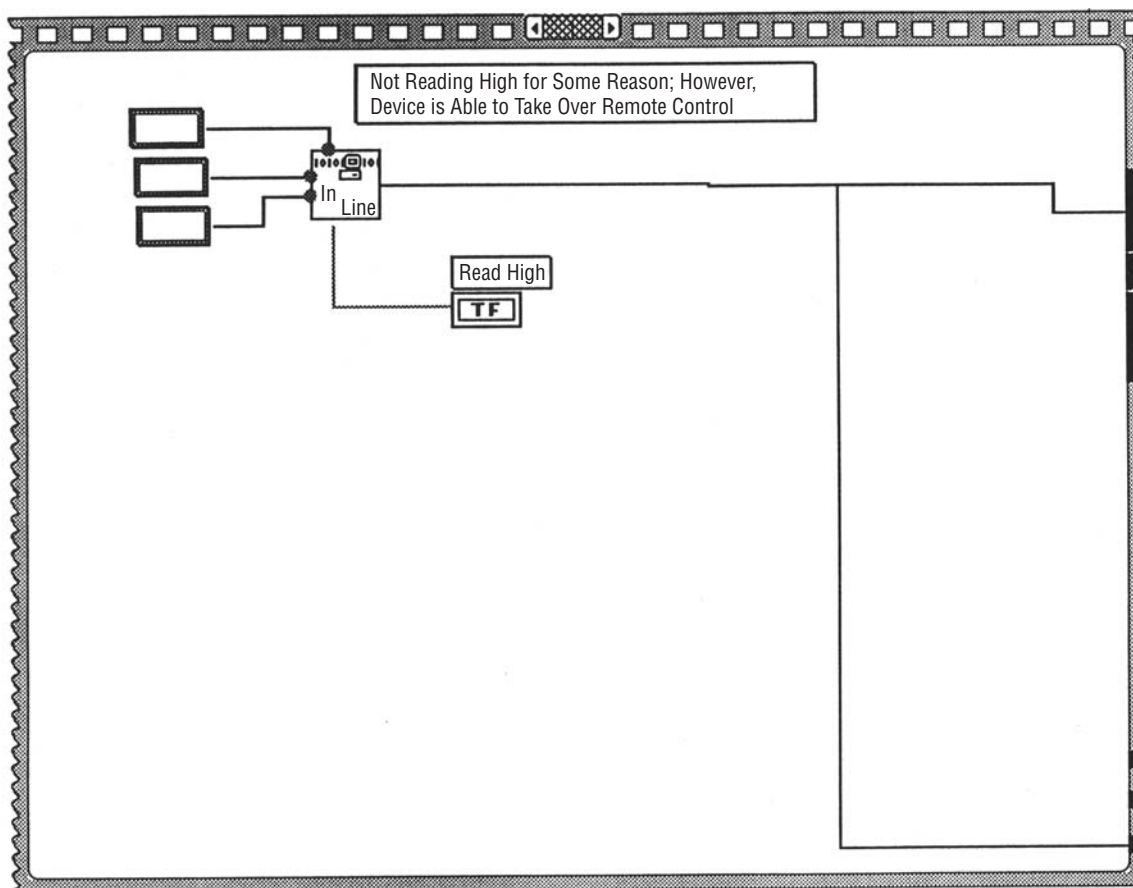 Not Reading High for Some Reason; However,
Device is Able to Take Over Remote Control
In
Line
Read High
TF